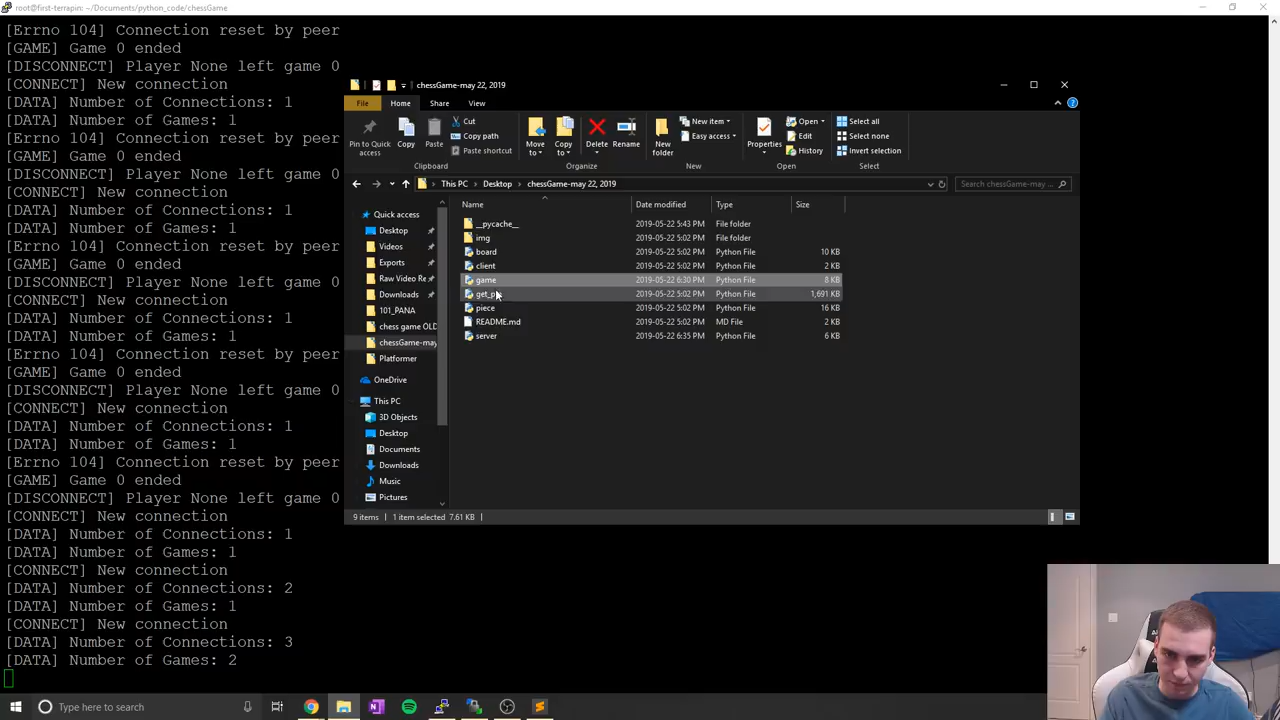 root@first-terrapin: ~/Documents/python_code/chessGame
[Errno 104] Connection reset by peer
[GAME] Game 0 ended
[DISCONNECT] Player None left game 0
[CONNECT] New connection
[DATA] Number of Connections: 1
[DATA] Number of Games: 1
[Errno 104] Connection reset by peer
[GAME] Game 0 ended
[DISCONNECT] Player None left game 0
[CONNECT] New connection
[DATA] Number of Connections: 1
[DATA] Number of Games: 1
[Errno 104] Connection reset by peer
[GAME] Game 0 ended
[DISCONNECT] Player None left game 0
[CONNECT] New connection
[DATA] Number of Connections: 1
[DATA] Number of Games: 1
[Errno 104] Connection reset by peer
[GAME] Game 0 ended
[DISCONNECT] Player None left game 0
[CONNECT] New connection
[DATA] Number of Connections: 1
[DATA] Number of Games: 1
[Errno 104] Connection reset by peer
[GAME] Game 0 ended
[DISCONNECT] Player None left game 0
[CONNECT] New connection
[DATA] Number of Connections: 1
[DATA] Number of Games: 1
[CONNECT] New connection
[DATA] Number of Connections: 2
[DATA] Number of Games: 1
[CONNECT] New connection
[DATA] Number of Connections: 3
[DATA] Number of Games: 2
chessGame-may 22, 2019
File Home Share View
Pin to Quick access
Copy
Paste
Cut
Copy path
Paste shortcut
Clipboard
Move to
Copy to
Delete
Rename
Organize
New folder
New item
Easy access
New
Properties
Open
Edit
History
Open
Select all
Select none
Invert selection
Select
This PC > Desktop > chessGame-may 22, 2019
Search chessGame-may ...
Quick access
Desktop
Videos
Exports
Raw Video Re
Downloads
101_PANA
chess game OLD
chessGame-may
Platformer
OneDrive
This PC
3D Objects
Desktop
Documents
Downloads
Music
Pictures
Name Date modified Type Size
__pycache__ 2019-05-22 5:43 PM File folder
img 2019-05-22 5:02 PM File folder
board 2019-05-22 5:02 PM Python File 10 KB
client 2019-05-22 5:02 PM Python File 2 KB
game 2019-05-22 6:30 PM Python File 8 KB
2019-05-22 5:02 PM Python File 1,691 KB
piece 2019-05-22 5:02 PM Python File 16 KB
README.md 2019-05-22 5:02 PM MD File 2 KB
server 2019-05-22 6:35 PM Python File 6 KB
9 items 1 item selected 7.61 KB
Type here to search